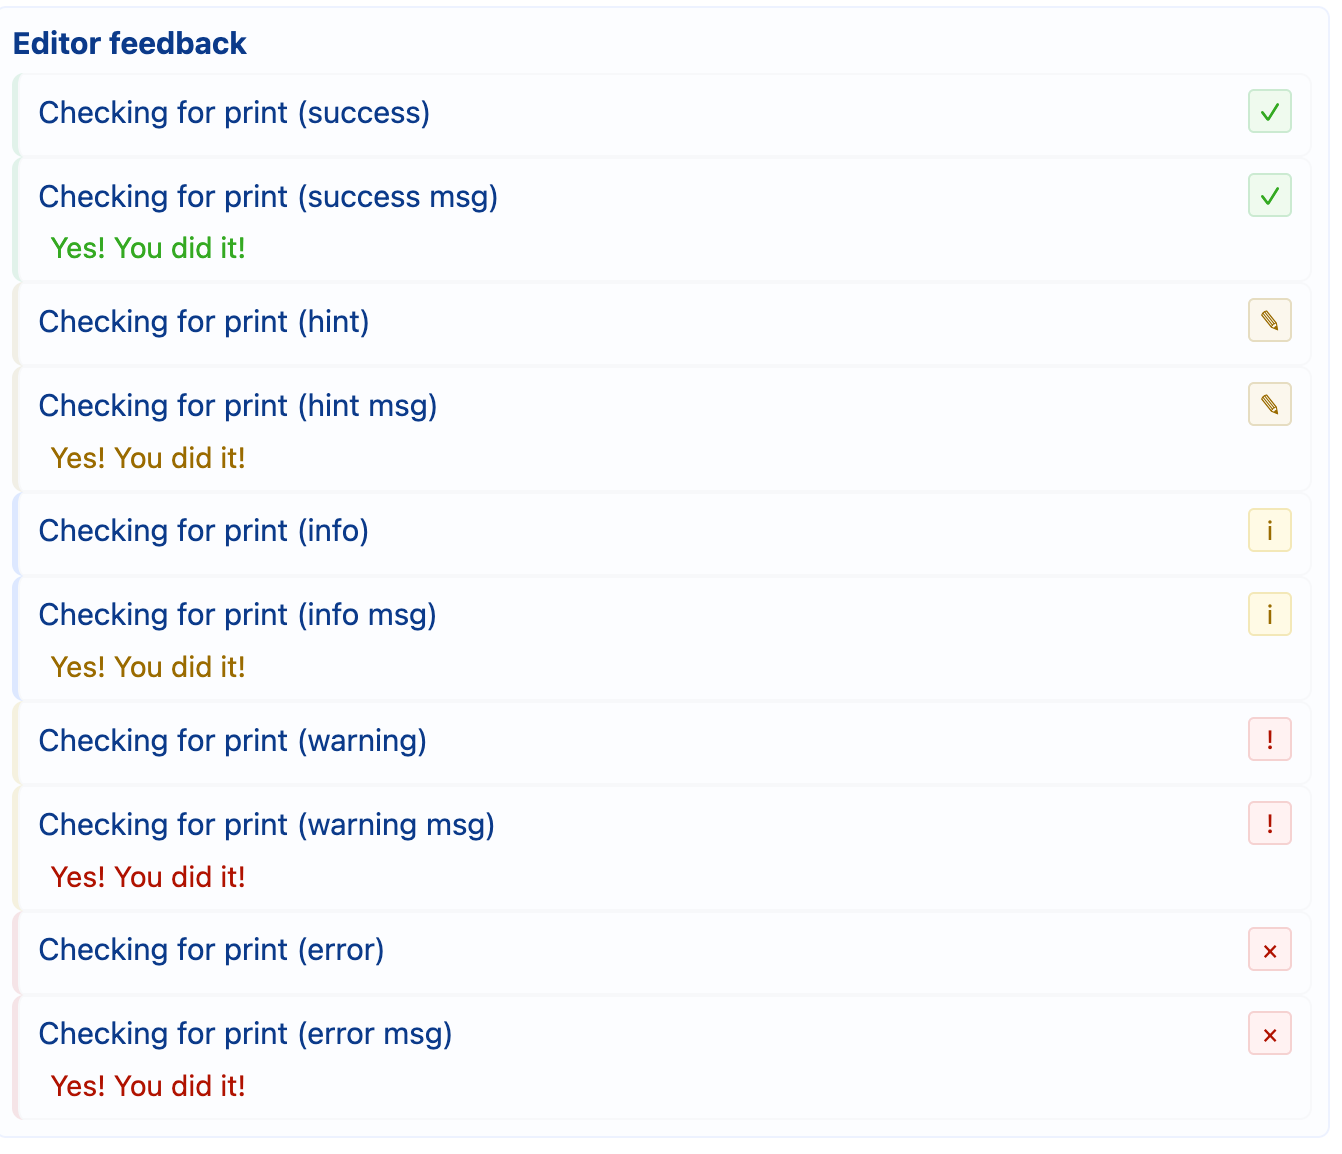 Editor feedback
Checking for print (success) ✓
Checking for print (success msg) ✓
Yes! You did it!
Checking for print (hint) ✎
Checking for print (hint msg) ✎
Yes! You did it!
Checking for print (info) i
Checking for print (info msg) i
Yes! You did it!
Checking for print (warning) !
Checking for print (warning msg) !
Yes! You did it!
Checking for print (error) ×
Checking for print (error msg) ×
Yes! You did it!